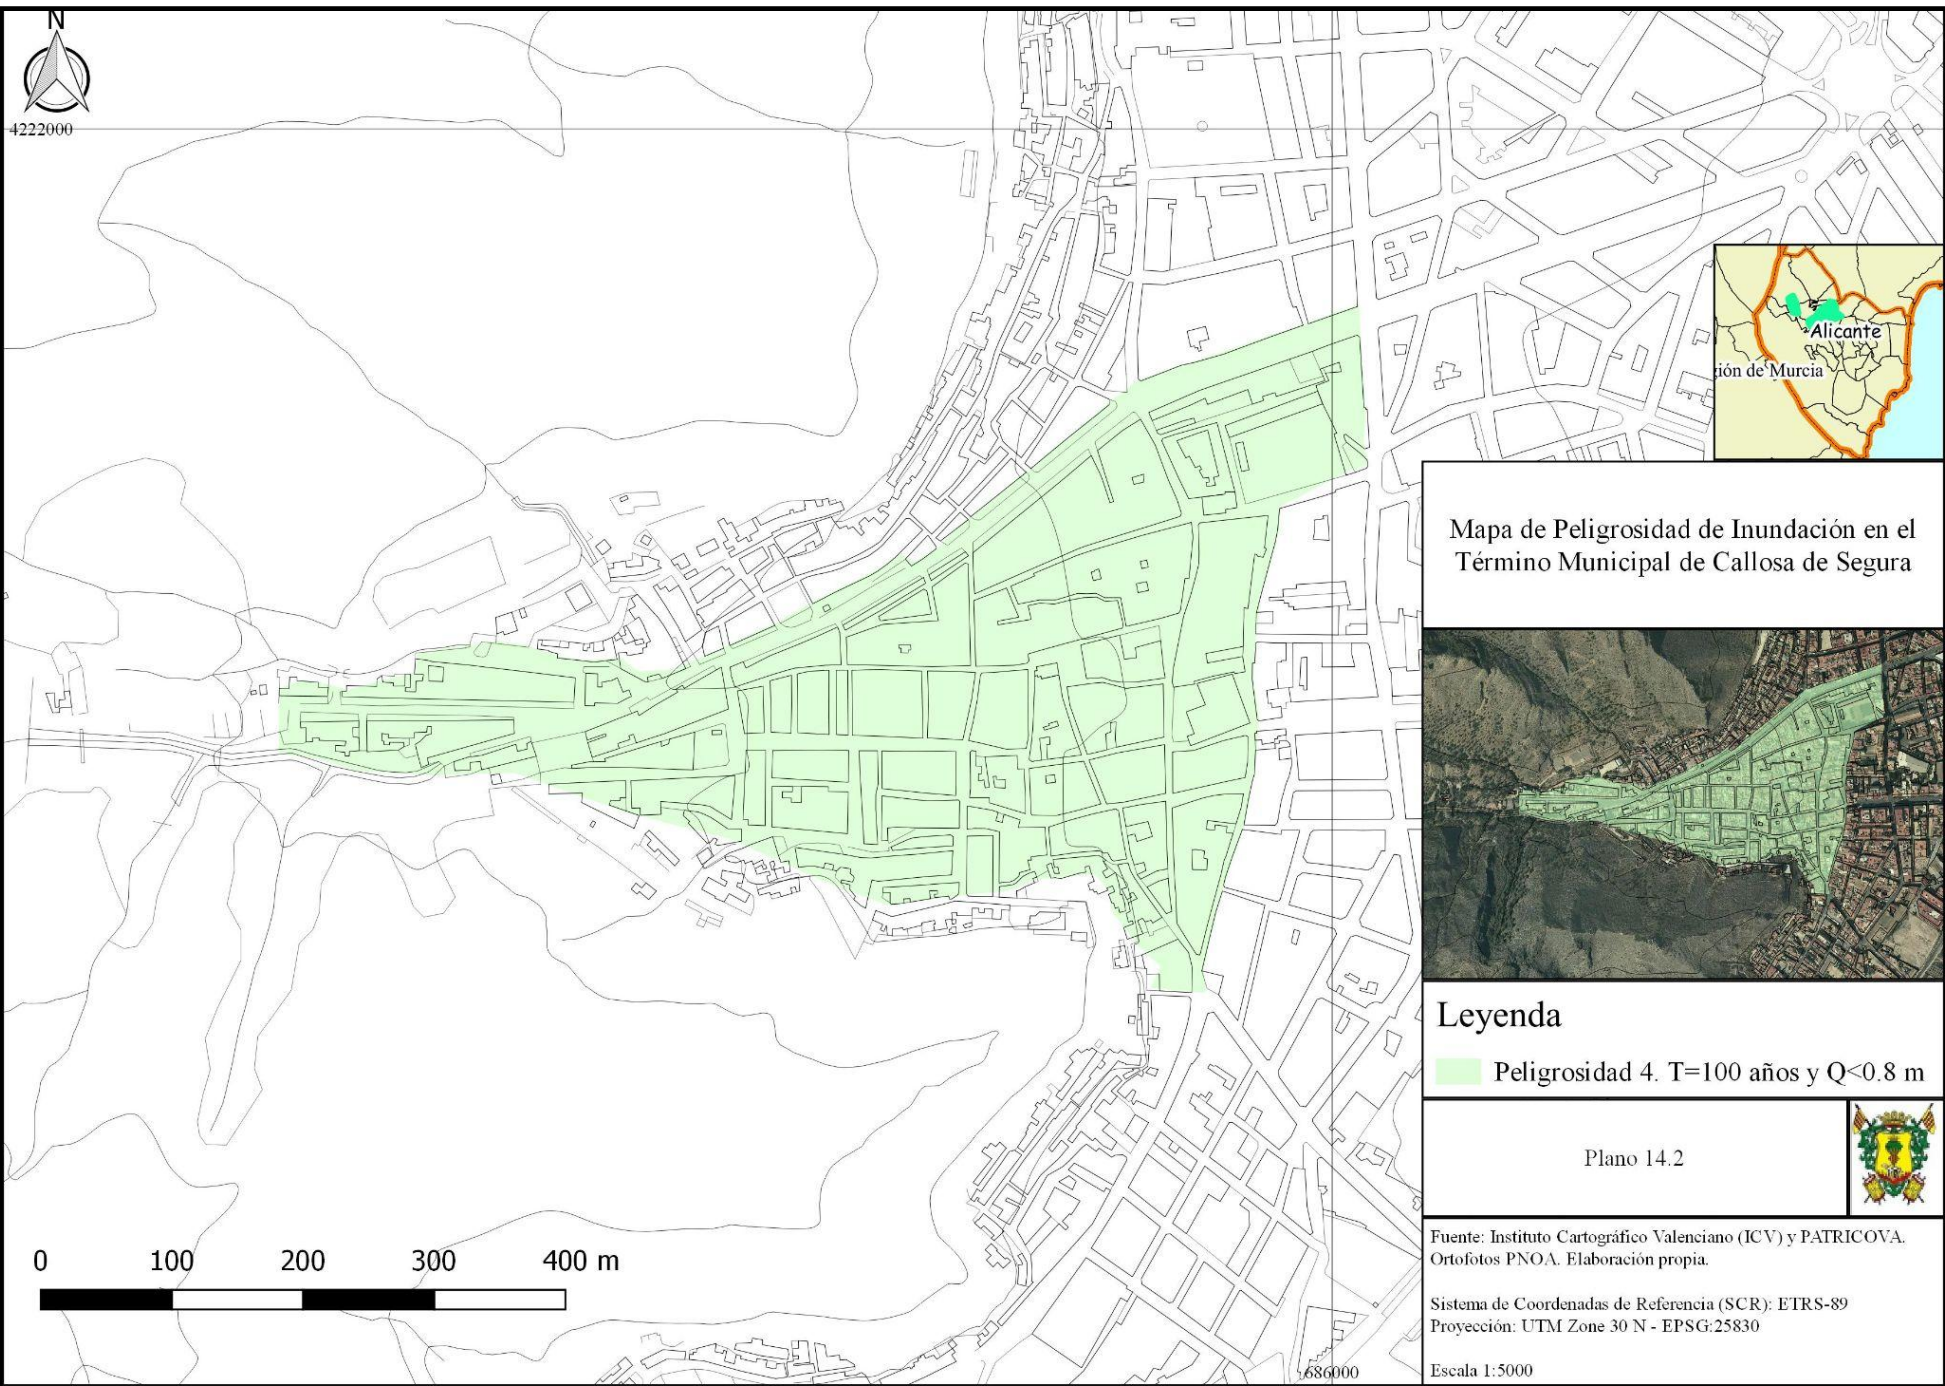 N
4222000
Alicante
ión de Murcia
Mapa de Peligrosidad de Inundación en el
Término Municipal de Callosa de Segura
Leyenda
Peligrosidad 4. T=100 años y Q<0.8 m
Plano 14.2
Fuente: Instituto Cartográfico Valenciano (ICV) y PATRICOVA.
Ortofotos PNOA. Elaboración propia.
Sistema de Coordenadas de Referencia (SCR): ETRS-89
Proyección: UTM Zone 30 N - EPSG:25830
Escala 1:5000
0 100 200 300 400 m
686000